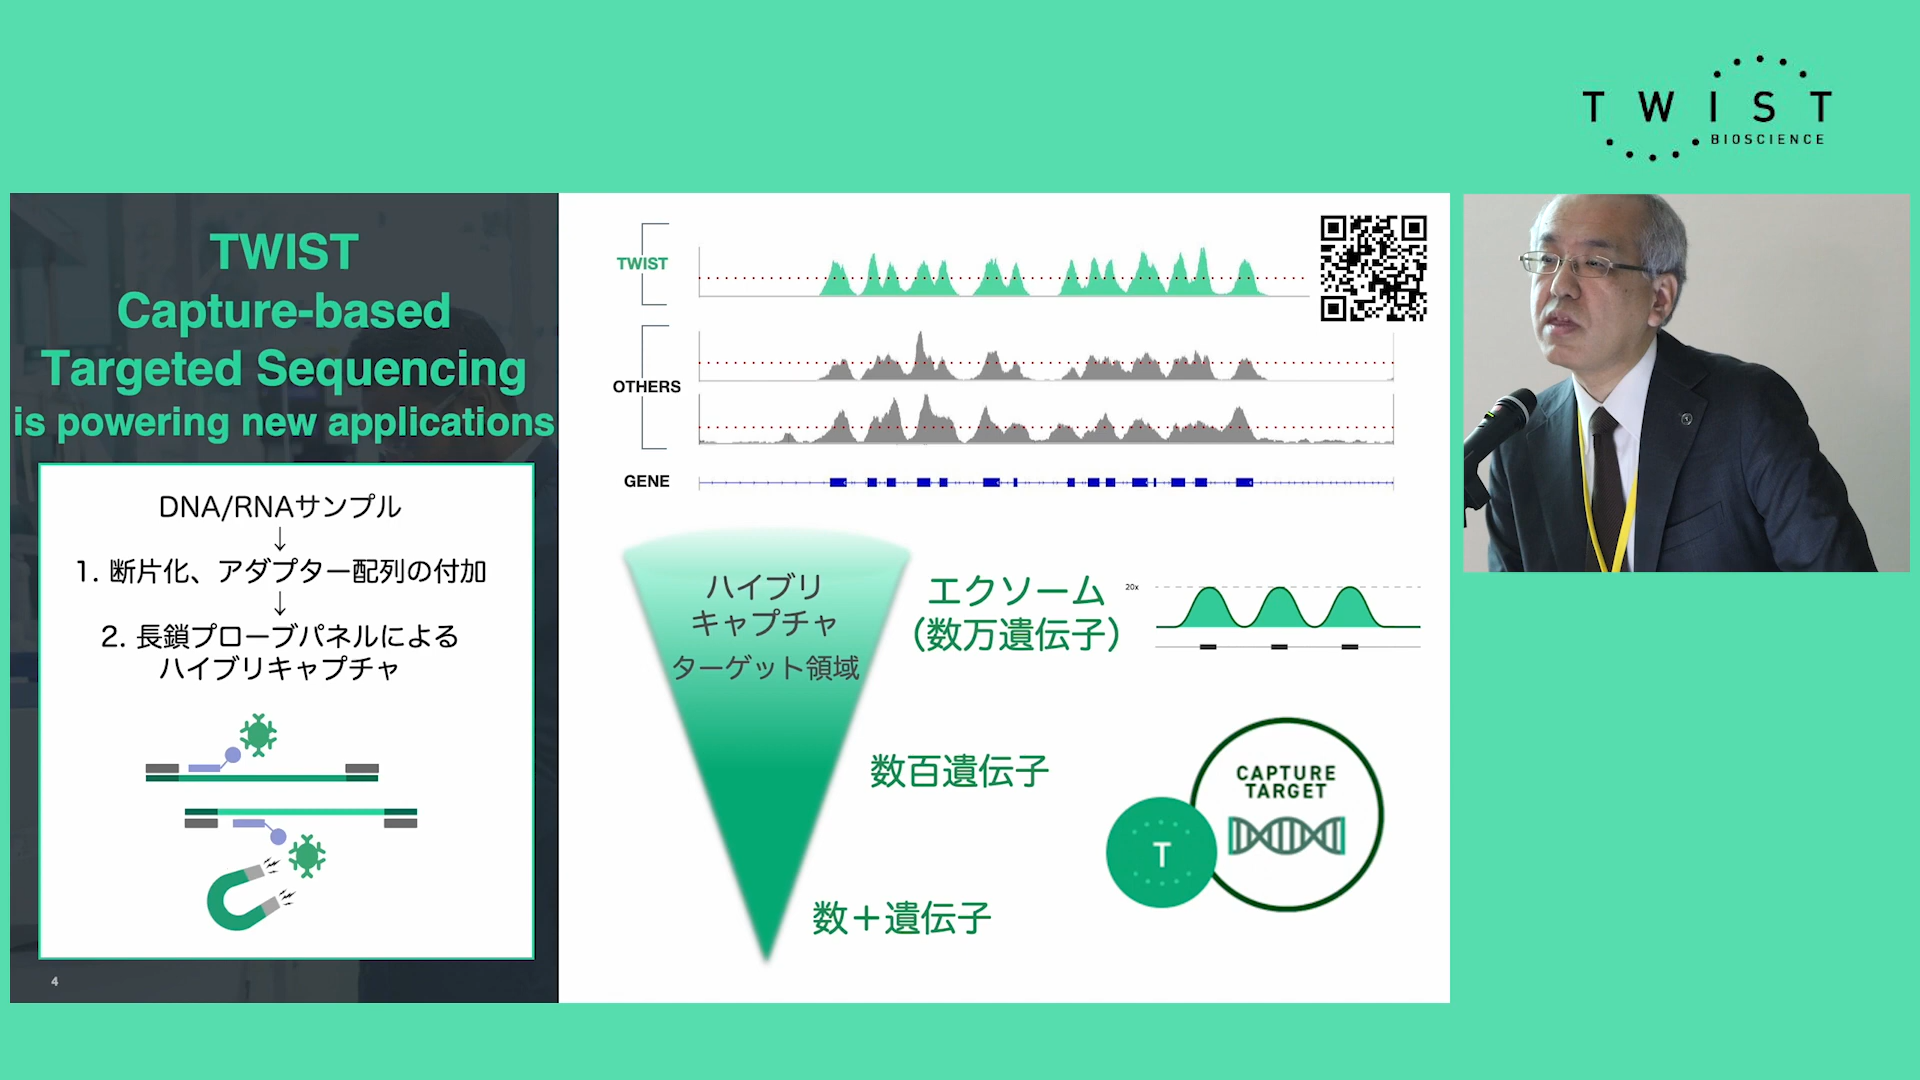 TWIST
BIOSCIENCE
TWIST
Capture-based
Targeted Sequencing
is powering new applications
DNA/RNAサンプル
↓
1. 断片化、アダプター配列の付加
↓
2. 長鎖プローブパネルによる
ハイブリキャプチャ
4
TWIST
OTHERS
GENE
ハイブリ
キャプチャ
ターゲット領域
エクソーム
（数万遺伝子）
20x
数百遺伝子
数＋遺伝子
CAPTURE
TARGET
T